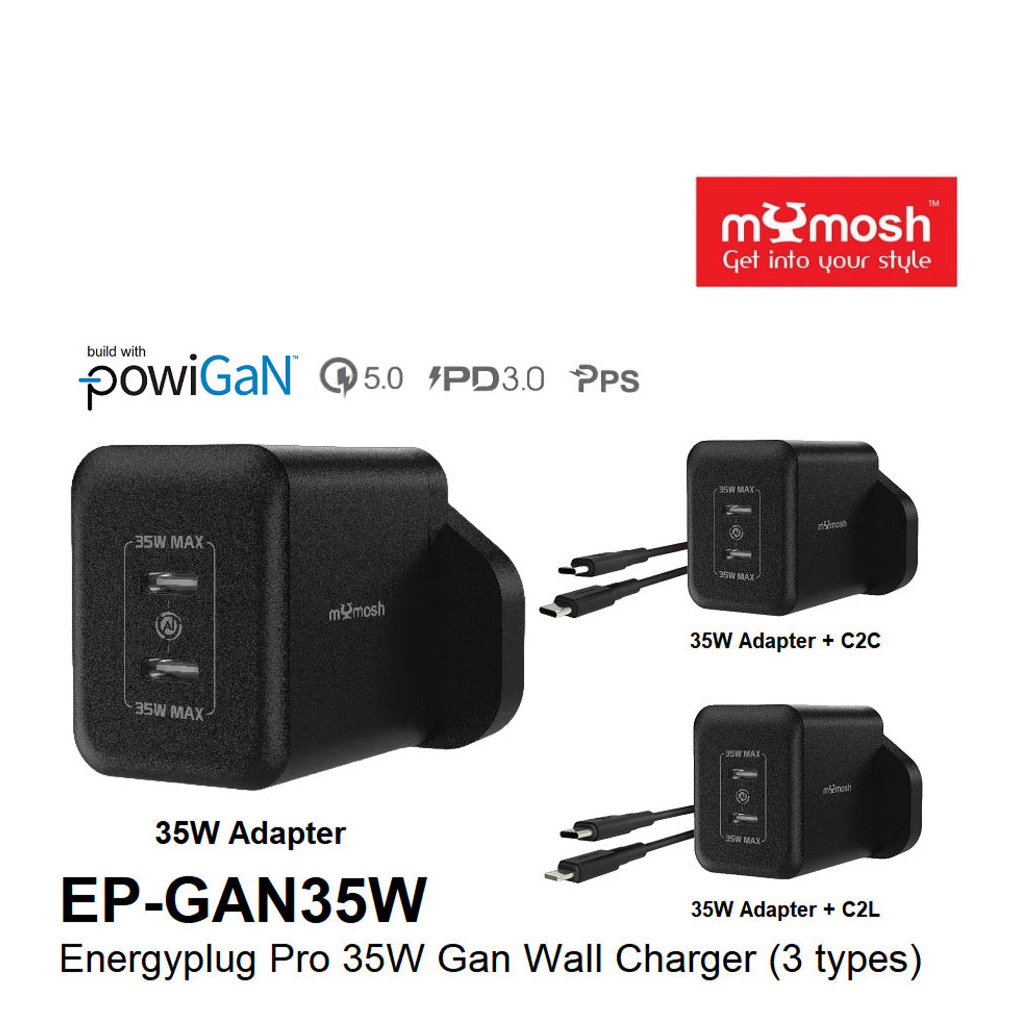 mYmosh™
Get into your style
build with
powiGaN™
5.0
PD3.0
PPS
35W MAX
AI
35W MAX
mYmosh
35W MAX
35W MAX
mYmosh
35W Adapter + C2C
35W MAX
35W MAX
mYmosh
35W Adapter + C2L
35W Adapter
EP-GAN35W
Energyplug Pro 35W Gan Wall Charger (3 types)